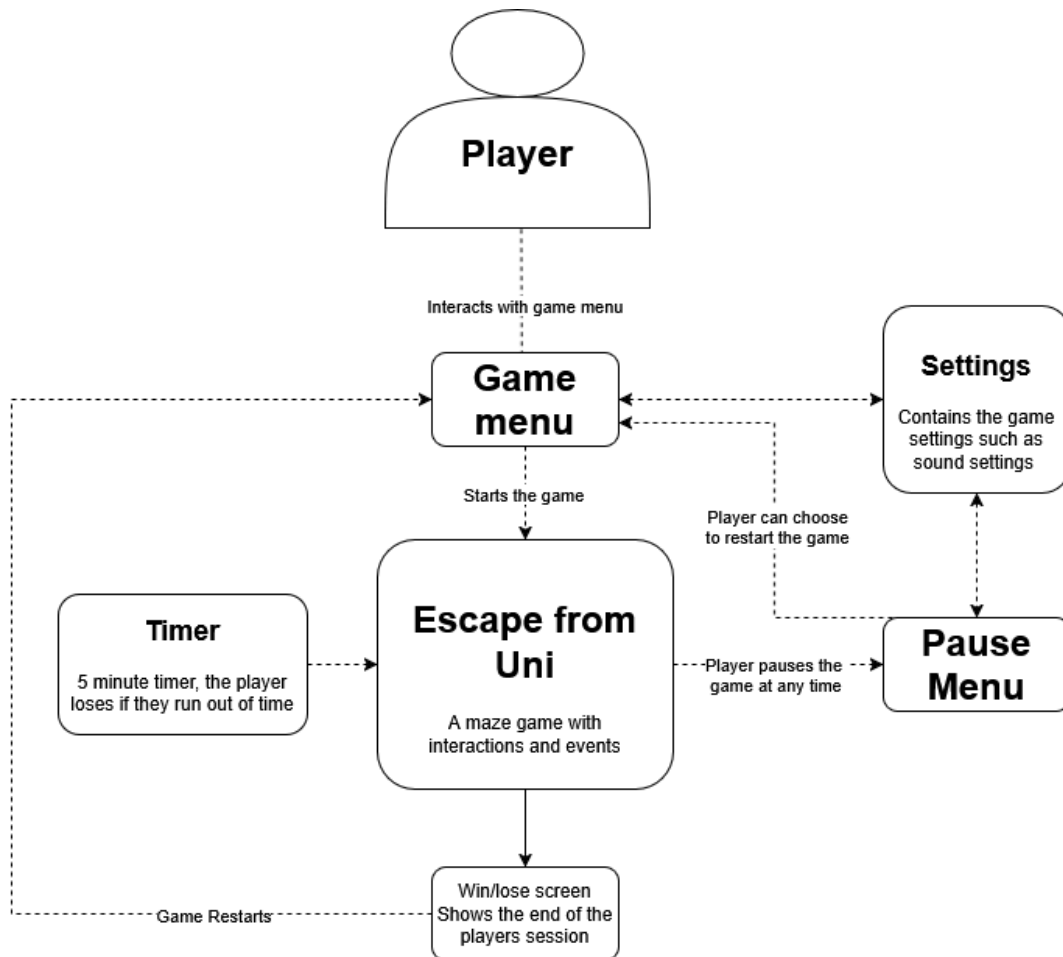 Player
Interacts with game menu
Game
menu
Settings
Contains the game
settings such as
sound settings
Starts the game
Player can choose
to restart the game
Timer
5 minute timer, the player
loses if they run out of time
Escape from
Uni
A maze game with
interactions and events
Player pauses the
game at any time
Pause
Menu
Win/lose screen
Shows the end of the
players session
Game Restarts